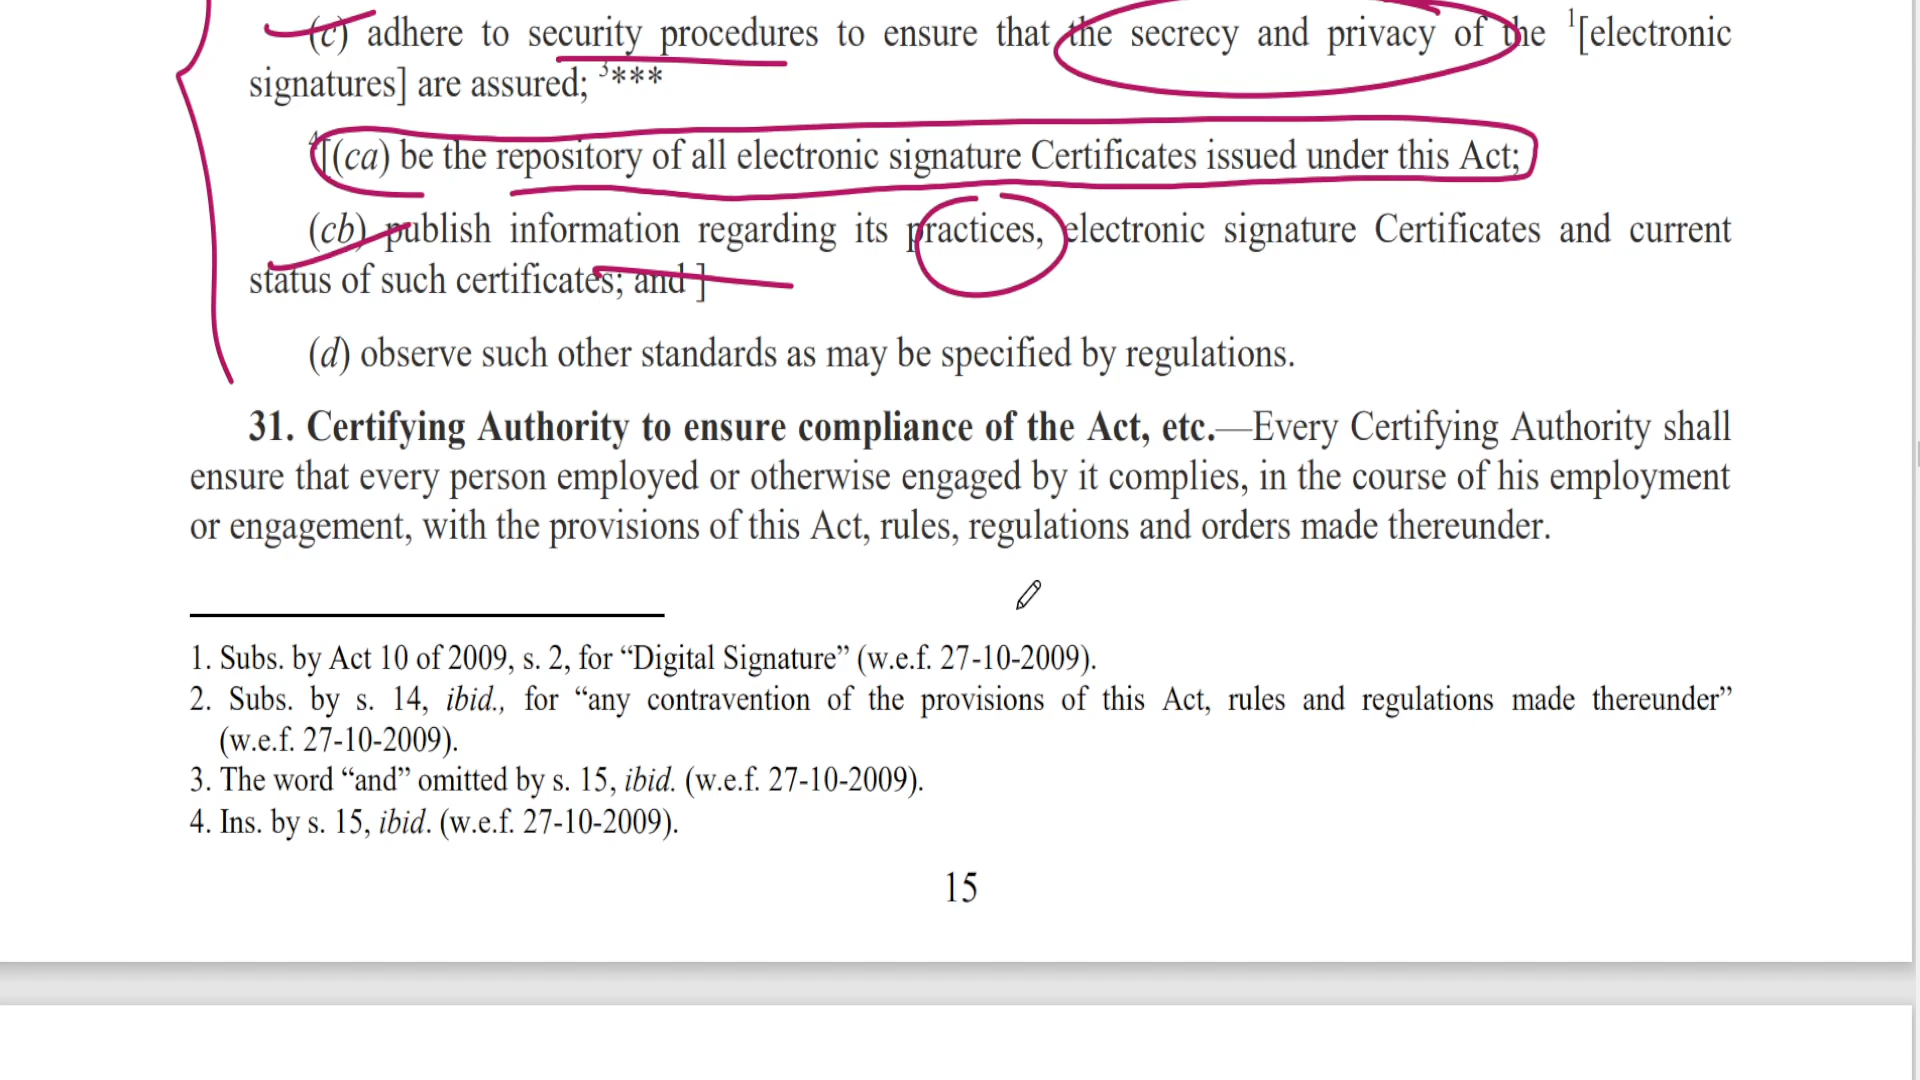 (c) adhere to security procedures to ensure that the secrecy and privacy of the ¹[electronic
signatures] are assured; ³***
⁴[(ca) be the repository of all electronic signature Certificates issued under this Act;
(cb) publish information regarding its practices, electronic signature Certificates and current
status of such certificates; and ]
(d) observe such other standards as may be specified by regulations.
31. Certifying Authority to ensure compliance of the Act, etc.—Every Certifying Authority shall
ensure that every person employed or otherwise engaged by it complies, in the course of his employment
or engagement, with the provisions of this Act, rules, regulations and orders made thereunder.
1. Subs. by Act 10 of 2009, s. 2, for “Digital Signature” (w.e.f. 27-10-2009).
2. Subs. by s. 14, ibid., for “any contravention of the provisions of this Act, rules and regulations made thereunder”
(w.e.f. 27-10-2009).
3. The word “and” omitted by s. 15, ibid. (w.e.f. 27-10-2009).
4. Ins. by s. 15, ibid. (w.e.f. 27-10-2009).
15